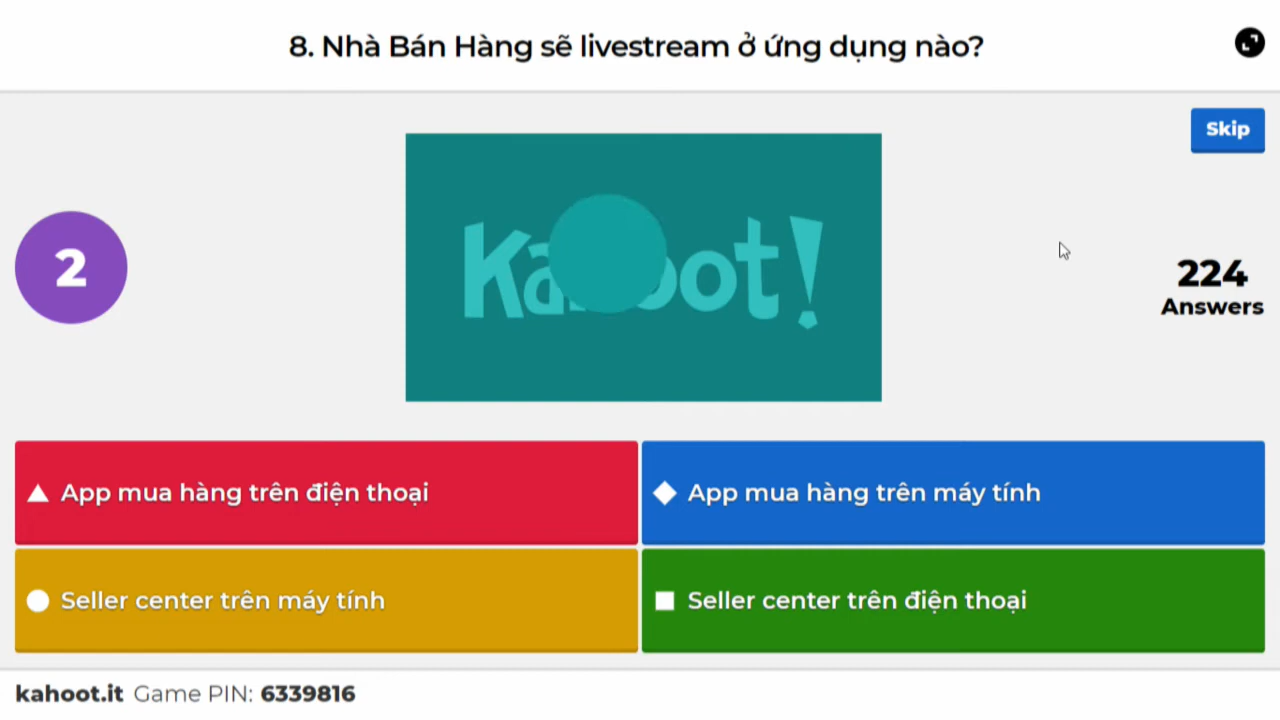 8. Nhà Bán Hàng sẽ livestream ở ứng dụng nào?
Skip
2
Kahoot!
224
Answers
App mua hàng trên điện thoại
App mua hàng trên máy tính
Seller center trên máy tính
Seller center trên điện thoại
kahoot.it Game PIN: 6339816